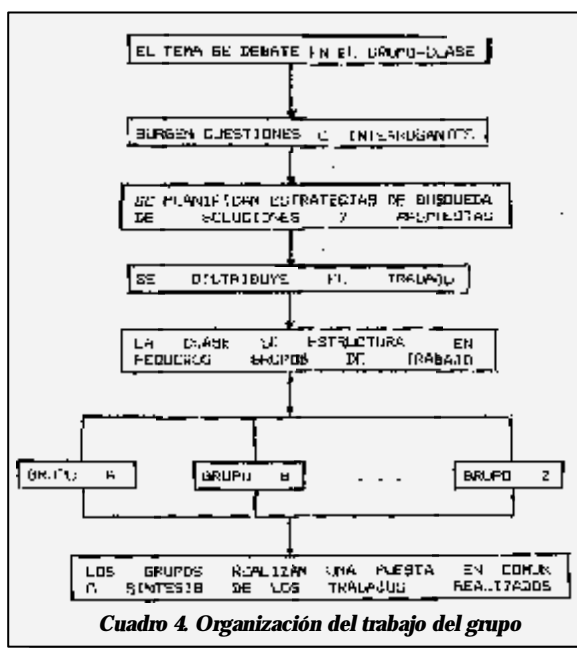 EL TEMA SE DEBATE EN EL GRUPO-CLASE
SURGEN CUESTIONES O INTERROGANTES
SE PLANIFICAN ESTRATEGIAS DE BUSQUEDA
DE SOLUCIONES Y RESPUESTAS
SE DISTRIBUYE EL TRABAJO
LA CLASE SE ESTRUCTURA EN
PEQUEÑOS GRUPOS DE TRABAJO
GRUPO A GRUPO B . . . GRUPO Z
LOS GRUPOS REALIZAN UNA PUESTA EN COMUN
O SINTESIS DE LOS TRABAJOS REALIZADOS
Cuadro 4. Organización del trabajo del grupo